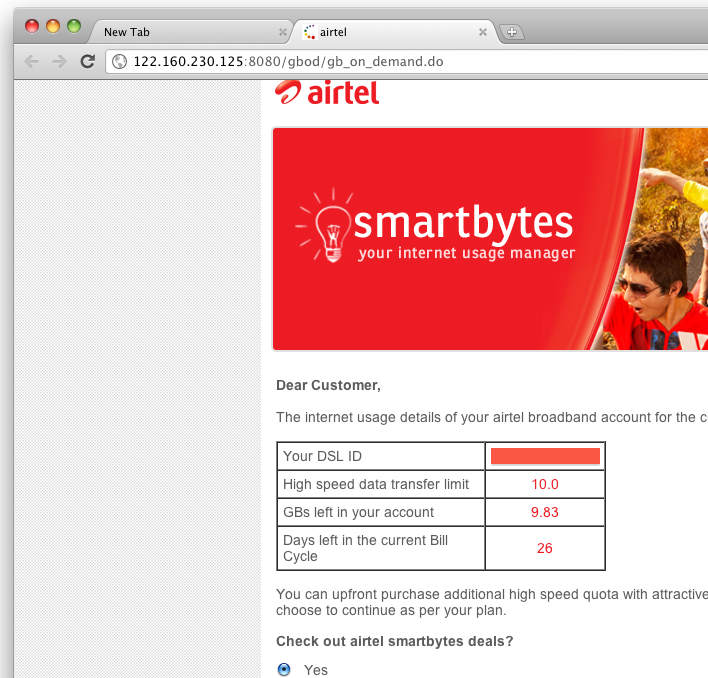 New Tab
airtel
122.160.230.125:8080/gbod/gb_on_demand.do
airtel
smartbytes
your internet usage manager
Dear Customer,
The internet usage details of your airtel broadband account for the c
Your DSL ID
High speed data transfer limit 10.0
GBs left in your account 9.83
Days left in the current Bill 26
Cycle
You can upfront purchase additional high speed quota with attractive
choose to continue as per your plan.
Check out airtel smartbytes deals?
Yes